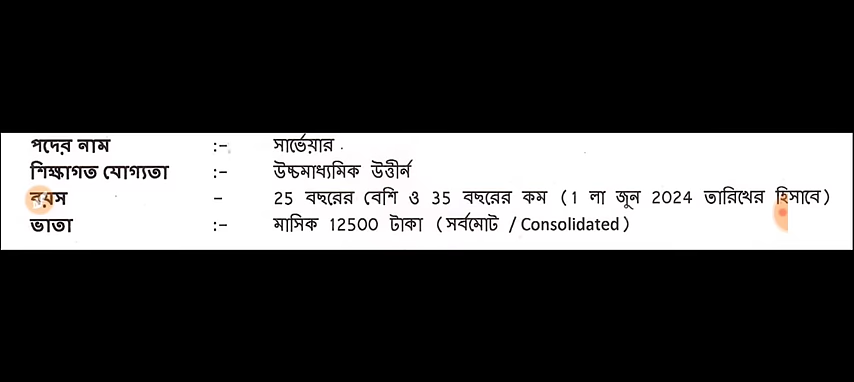 পদের নাম :- সার্ভেয়ার .
শিক্ষাগত যোগ্যতা :- উচ্চমাধ্যমিক উত্তীর্ন
বয়স - 25 বছরের বেশি ও 35 বছরের কম (1 লা জুন 2024 তারিখের হিসাবে)
ভাতা :- মাসিক 12500 টাকা (সর্বমোট / Consolidated)